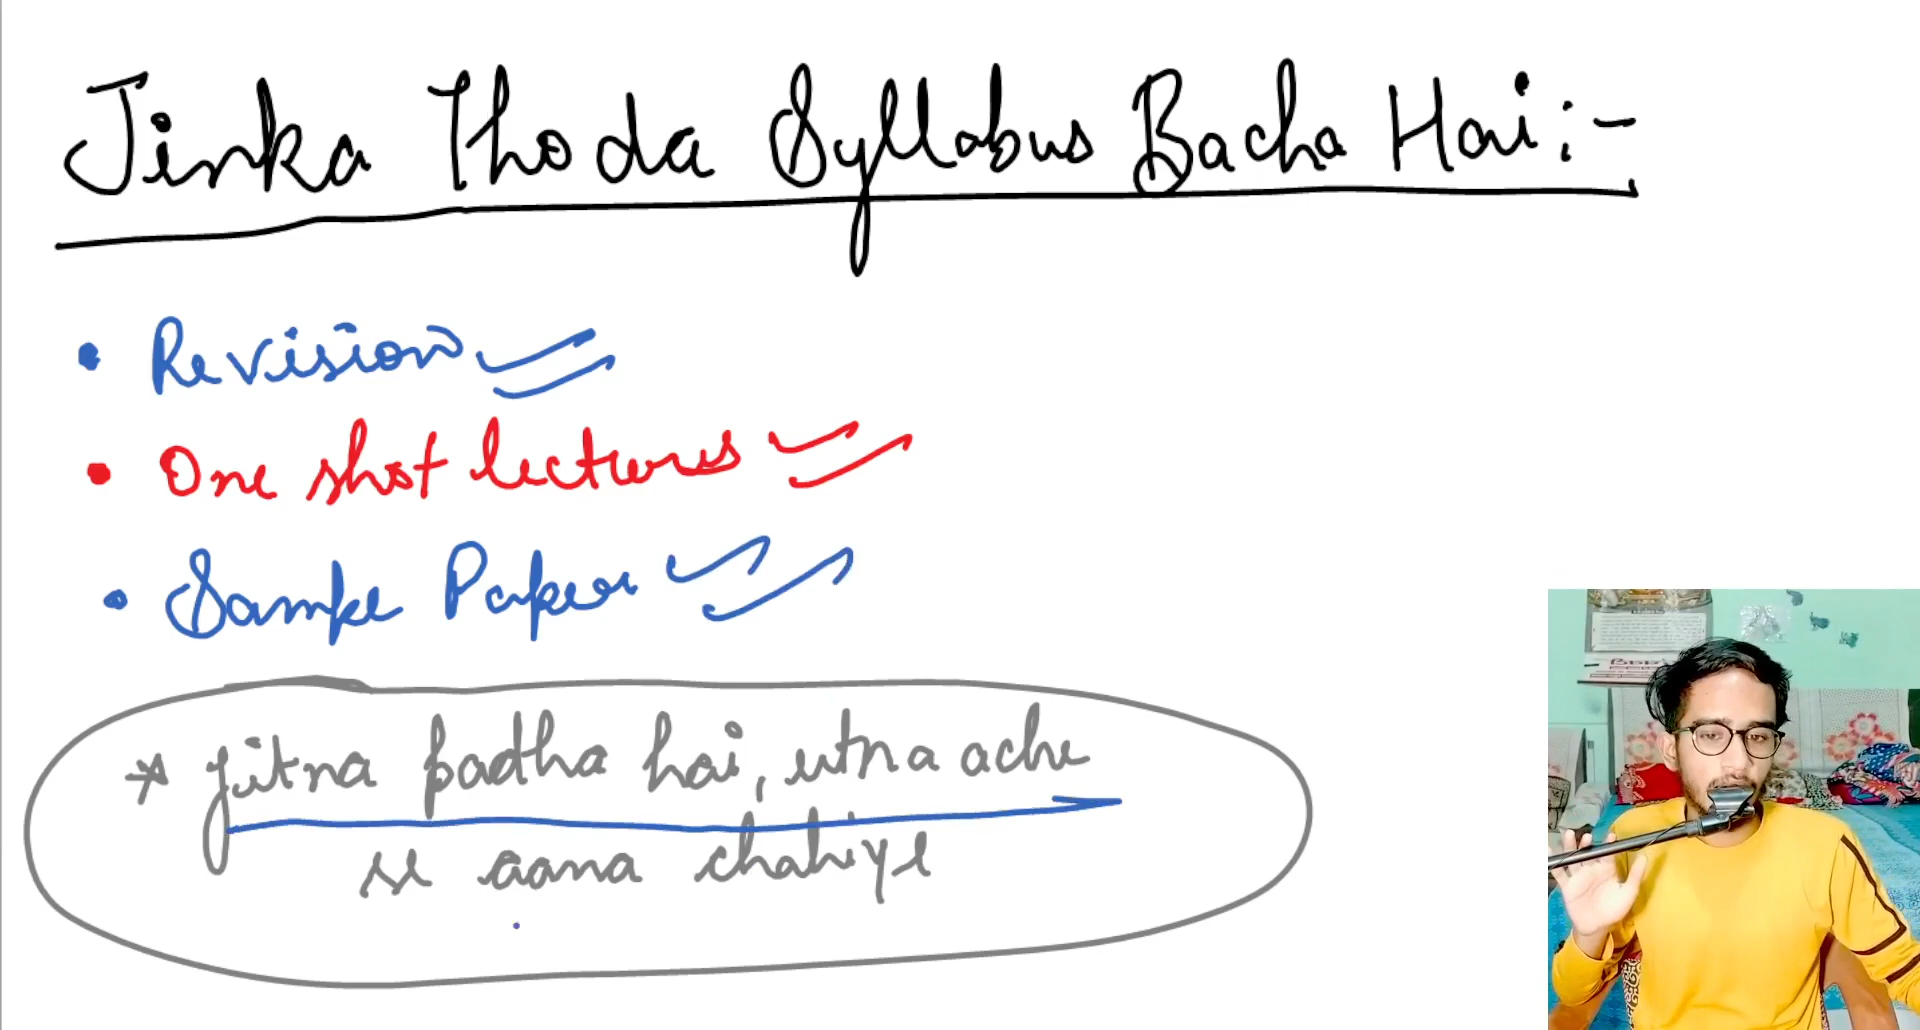 Jinka Thoda Syllabus Bacha Hai :-
• Revision
• One shot lectures
• Sample Paper
* jitna padha hai, utna ache
se aana chahiye